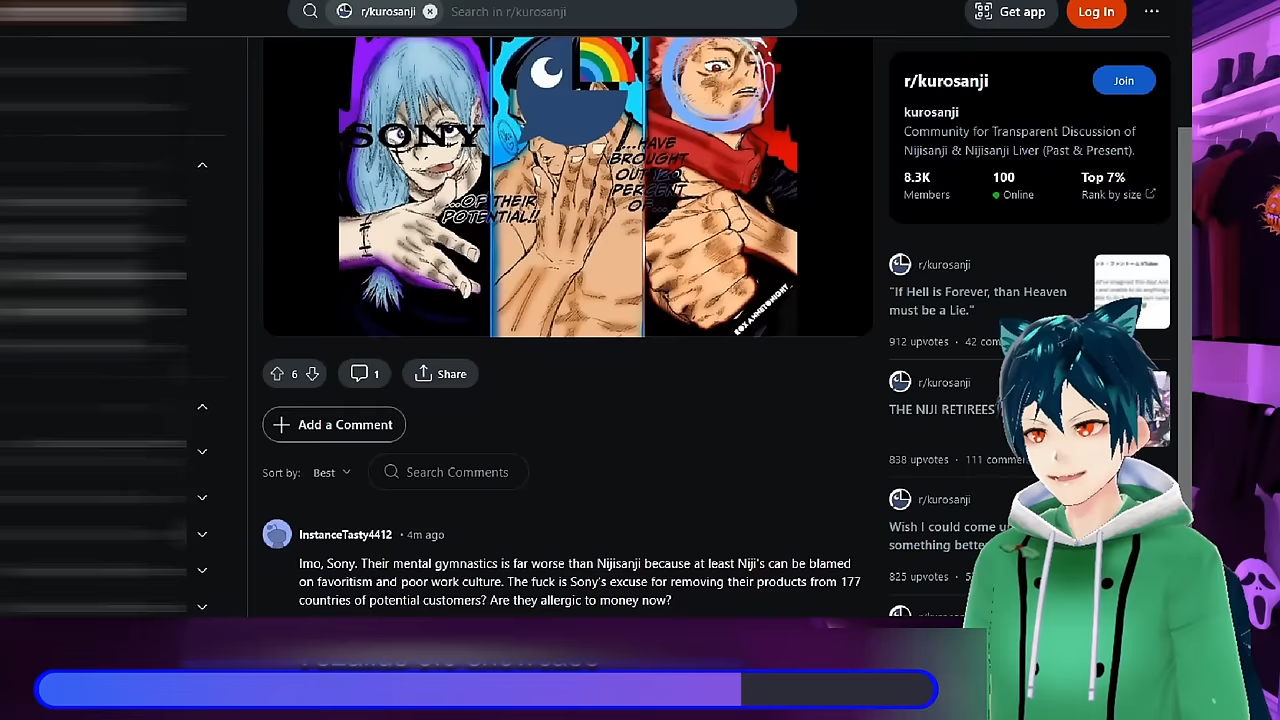 r/kurosanji
Search in r/kurosanji
Get app
Log In
SONY
...OF THEIR
POTENTIAL!!
...HAVE
BROUGHT
OUT 120
PERCENT
OF...
ROXANNETONIGHT_
6
1
Share
Add a Comment
Sort by:
Best
Search Comments
InstanceTasty4412
• 4m ago
Imo, Sony. Their mental gymnastics is far worse than Nijisanji because at least Niji's can be blamed
on favoritism and poor work culture. The fuck is Sony's excuse for removing their products from 177
countries of potential customers? Are they allergic to money now?
r/kurosanji
Join
kurosanji
Community for Transparent Discussion of
Nijisanji & Nijisanji Liver (Past & Present).
8.3K
100
Top 7%
Members
Online
Rank by size
r/kurosanji
"If Hell is Forever, than Heaven
must be a Lie."
912 upvotes · 42
r/kurosanji
THE NIJI RETIREES
838 upvotes · 111
r/kurosanji
Wish I could come
something
825 upvotes